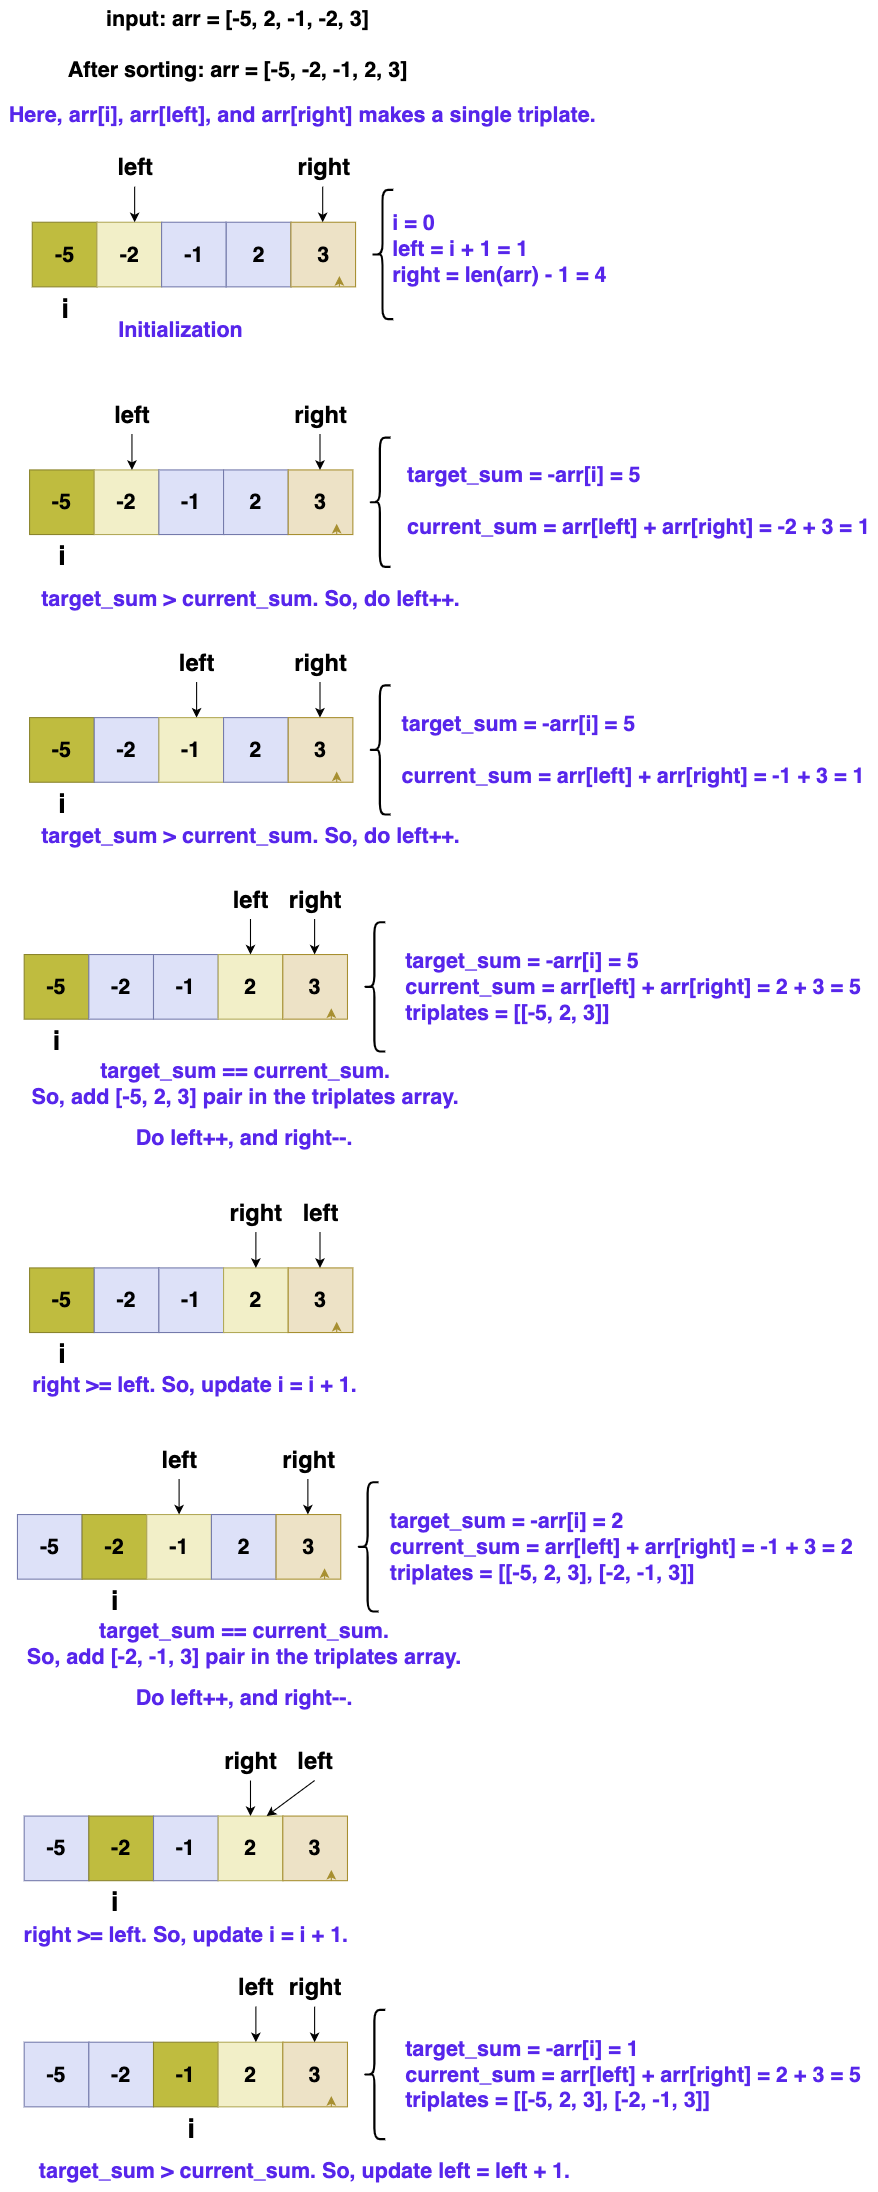 input: arr = [-5, 2, -1, -2, 3]
After sorting: arr = [-5, -2, -1, 2, 3]
Here, arr[i], arr[left], and arr[right] makes a single triplate.
left right
-5 -2 -1 2 3
i
i = 0
left = i + 1 = 1
right = len(arr) - 1 = 4
Initialization
left right
-5 -2 -1 2 3
i
target_sum = -arr[i] = 5
current_sum = arr[left] + arr[right] = -2 + 3 = 1
target_sum > current_sum. So, do left++.
left right
-5 -2 -1 2 3
i
target_sum = -arr[i] = 5
current_sum = arr[left] + arr[right] = -1 + 3 = 1
target_sum > current_sum. So, do left++.
left right
-5 -2 -1 2 3
i
target_sum = -arr[i] = 5
current_sum = arr[left] + arr[right] = 2 + 3 = 5
triplates = [[-5, 2, 3]]
target_sum == current_sum.
So, add [-5, 2, 3] pair in the triplates array.
Do left++, and right--.
right left
-5 -2 -1 2 3
i
right >= left. So, update i = i + 1.
left right
-5 -2 -1 2 3
i
target_sum = -arr[i] = 2
current_sum = arr[left] + arr[right] = -1 + 3 = 2
triplates = [[-5, 2, 3], [-2, -1, 3]]
target_sum == current_sum.
So, add [-2, -1, 3] pair in the triplates array.
Do left++, and right--.
right left
-5 -2 -1 2 3
i
right >= left. So, update i = i + 1.
left right
-5 -2 -1 2 3
i
target_sum = -arr[i] = 1
current_sum = arr[left] + arr[right] = 2 + 3 = 5
triplates = [[-5, 2, 3], [-2, -1, 3]]
target_sum > current_sum. So, update left = left + 1.